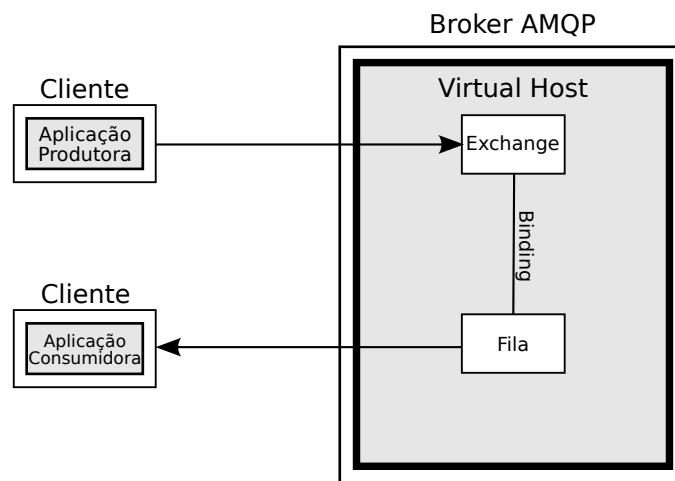 Broker AMQP
Virtual Host
Cliente
Aplicação
Produtora
Exchange
Binding
Cliente
Aplicação
Consumidora
Fila